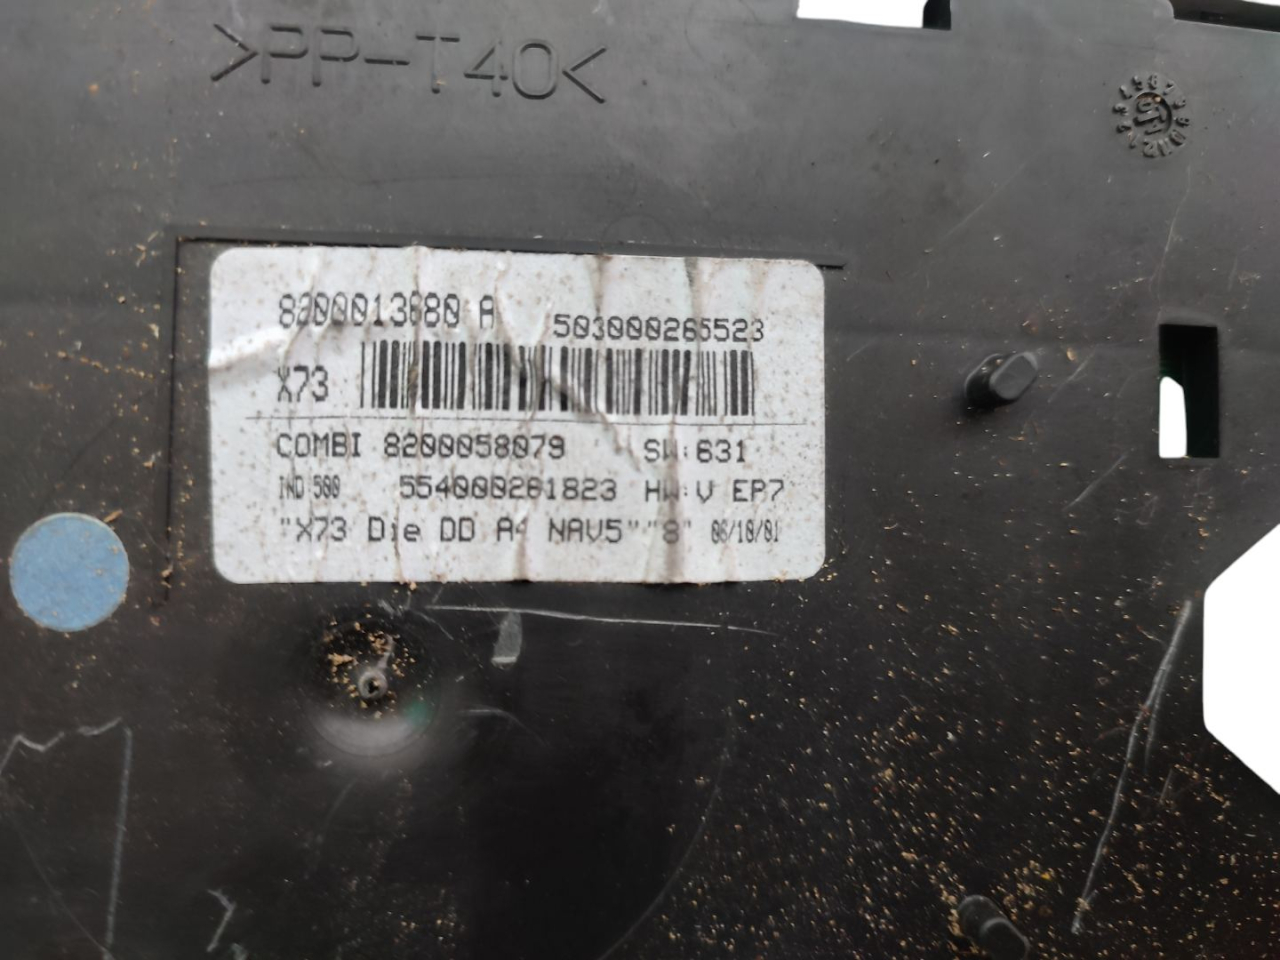 >PP-T40<
8200013680 A 503000265523
X73
COMBI 8200058079 SW:631
IND:500 554000261823 HW:V EP7
"X73 Die DD A4 NAV5" "8" 06/10/01